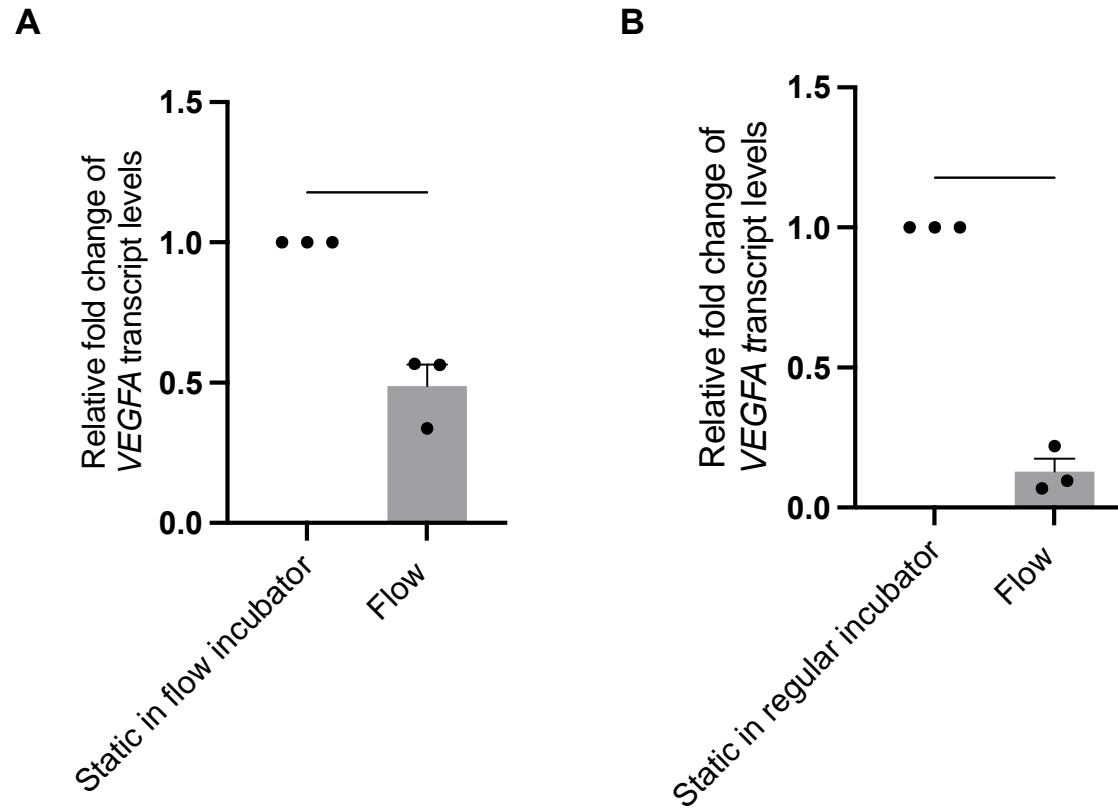 A
Relative fold change of
VEGFA transcript levels
1.5
1.0
0.5
0.0
Static in flow incubator
Flow
B
Relative fold change of
VEGFA transcript levels
1.5
1.0
0.5
0.0
Static in regular incubator
Flow